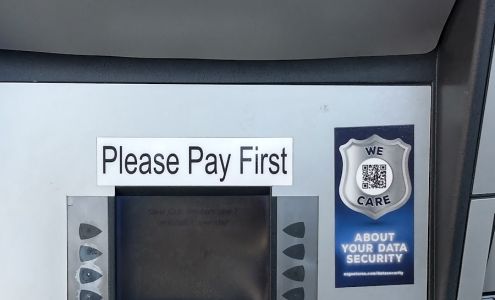 Please Pay First
WE
CARE
ABOUT
YOUR DATA
SECURITY